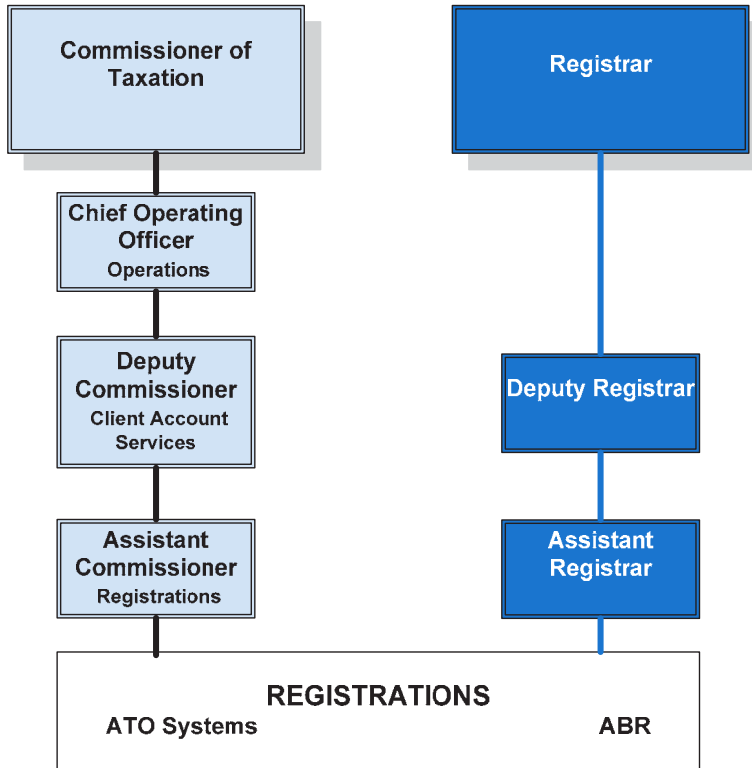 Commissioner of
Taxation
Registrar
Chief Operating
Officer
Operations
Deputy
Commissioner
Client Account
Services
Deputy Registrar
Assistant
Commissioner
Registrations
Assistant
Registrar
REGISTRATIONS
ATO Systems
ABR